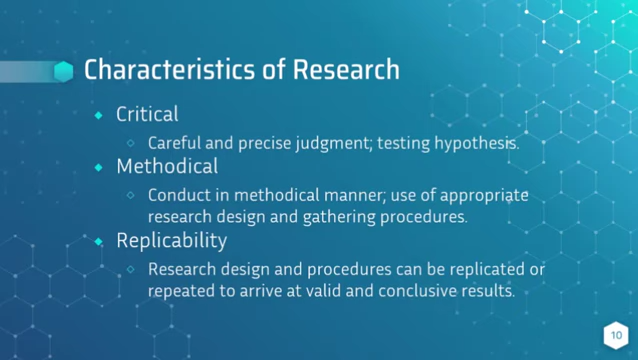 Characteristics of Research
Critical
Careful and precise judgment; testing hypothesis.
Methodical
Conduct in methodical manner; use of appropriate
research design and gathering procedures.
Replicability
Research design and procedures can be replicated or
repeated to arrive at valid and conclusive results.
10